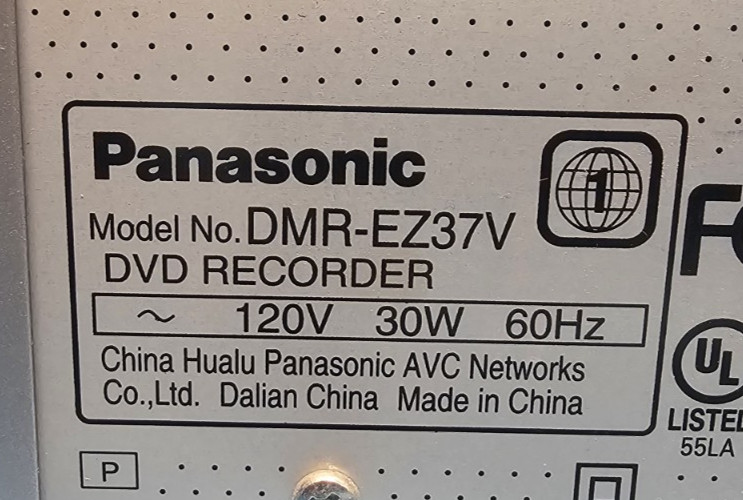 Panasonic
1
Model No. DMR-EZ37V
DVD RECORDER
~ 120V 30W 60Hz
China Hualu Panasonic AVC Networks
Co.,Ltd. Dalian China Made in China
UL
LISTED
55LA
P